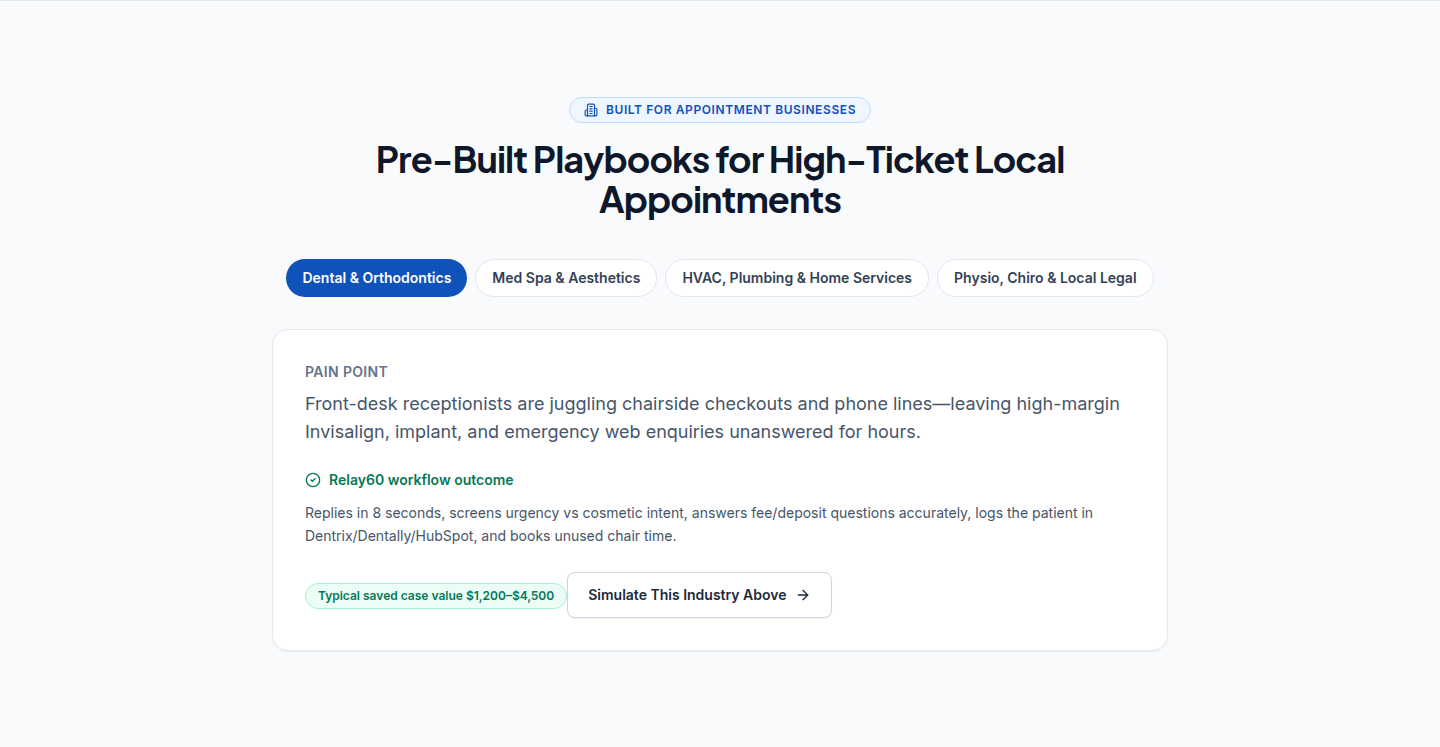 BUILT FOR APPOINTMENT BUSINESSES
Pre-Built Playbooks for High-Ticket Local
Appointments
Dental & Orthodontics
Med Spa & Aesthetics
HVAC, Plumbing & Home Services
Physio, Chiro & Local Legal
PAIN POINT
Front-desk receptionists are juggling chairside checkouts and phone lines—leaving high-margin
Invisalign, implant, and emergency web enquiries unanswered for hours.
Relay60 workflow outcome
Replies in 8 seconds, screens urgency vs cosmetic intent, answers fee/deposit questions accurately, logs the patient in
Dentrix/Dentally/HubSpot, and books unused chair time.
Typical saved case value $1,200–$4,500
Simulate This Industry Above